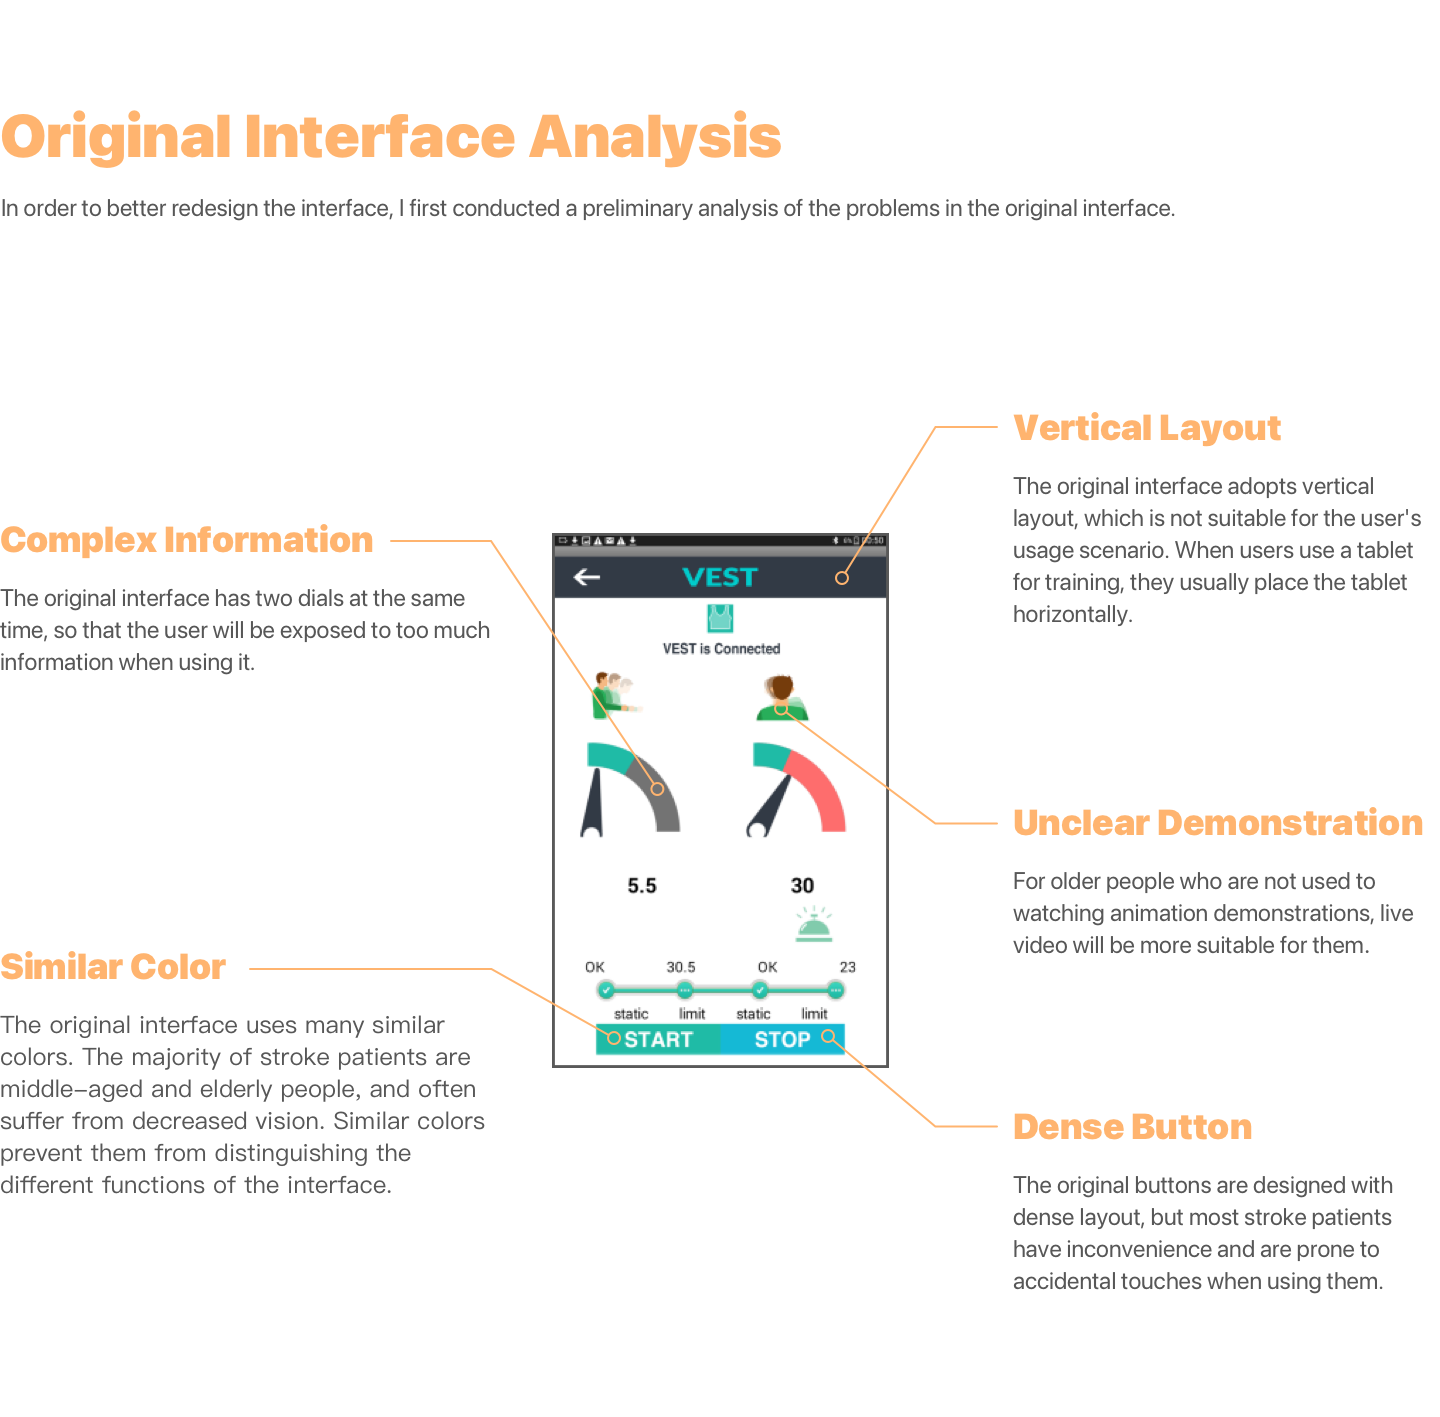 Original Interface Analysis
In order to better redesign the interface, I first conducted a preliminary analysis of the problems in the original interface.
Vertical Layout
The original interface adopts vertical
layout, which is not suitable for the user's
usage scenario. When users use a tablet
for training, they usually place the tablet
horizontally.
Complex Information
The original interface has two dials at the same
time, so that the user will be exposed to too much
information when using it.
6% 00:50
VEST
VEST is Connected
5.5 30
OK 30.5 OK 23
static limit static limit
START STOP
Unclear Demonstration
For older people who are not used to
watching animation demonstrations, live
video will be more suitable for them.
Similar Color
The original interface uses many similar
colors. The majority of stroke patients are
middle-aged and elderly people, and often
suffer from decreased vision. Similar colors
prevent them from distinguishing the
different functions of the interface.
Dense Button
The original buttons are designed with
dense layout, but most stroke patients
have inconvenience and are prone to
accidental touches when using them.